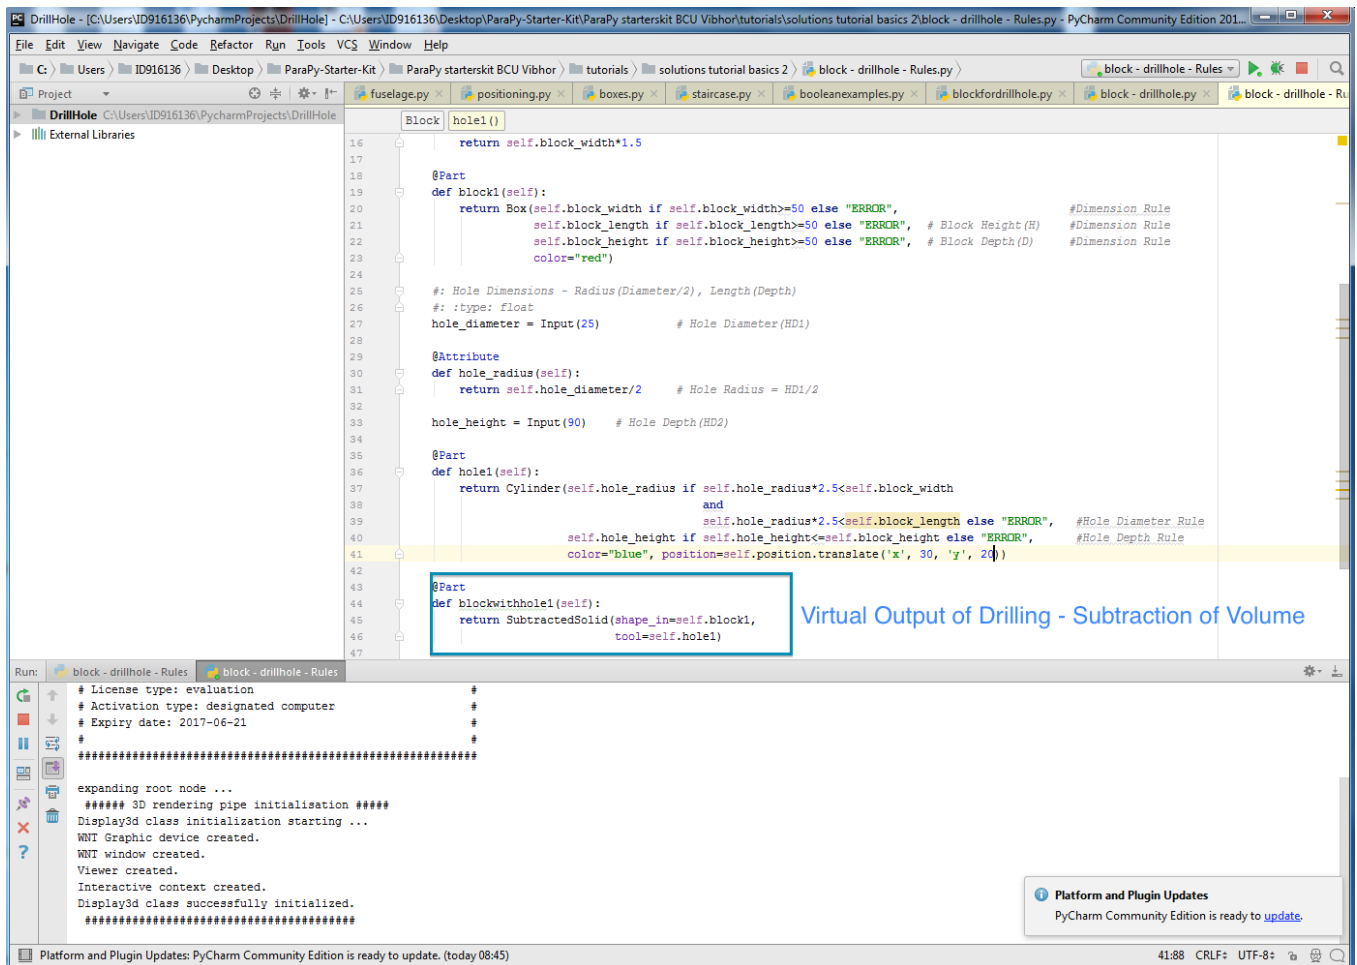 DrillHole - [C:\Users\ID916136\PycharmProjects\DrillHole] - C:\Users\ID916136\Desktop\ParaPy-Starter-Kit\ParaPy starterskit BCU Vibhor\tutorials\solutions tutorial basics 2\block - drillhole - Rules.py - PyCharm Community Edition 201...
File Edit View Navigate Code Refactor Run Tools VCS Window Help
C: Users ID916136 Desktop ParaPy-Starter-Kit ParaPy starterskit BCU Vibhor tutorials solutions tutorial basics 2 block - drillhole - Rules.py block - drillhole - Rules
Project fuselage.py positioning.py boxes.py staircase.py booleanexamples.py blockfordrillhole.py block - drillhole.py block - drillhole - Ru
DrillHole C:\Users\ID916136\PycharmProjects\DrillHole
External Libraries
Block hole1()
16 return self.block_width*1.5
17
18 @Part
19 def block1(self):
20 return Box(self.block_width if self.block_width>=50 else "ERROR", #Dimension Rule
21 self.block_length if self.block_length>=50 else "ERROR", # Block Height(H) #Dimension Rule
22 self.block_height if self.block_height>=50 else "ERROR", # Block Depth(D) #Dimension Rule
23 color="red")
24
25 #: Hole Dimensions - Radius(Diameter/2), Length(Depth)
26 #: :type: float
27 hole_diameter = Input(25) # Hole Diameter(HD1)
28
29 @Attribute
30 def hole_radius(self):
31 return self.hole_diameter/2 # Hole Radius = HD1/2
32
33 hole_height = Input(90) # Hole Depth(HD2)
34
35 @Part
36 def hole1(self):
37 return Cylinder(self.hole_radius if self.hole_radius*2.5<self.block_width
38 and
39 self.hole_radius*2.5<self.block_length else "ERROR", #Hole Diameter Rule
40 self.hole_height if self.hole_height<=self.block_height else "ERROR", #Hole Depth Rule
41 color="blue", position=self.position.translate('x', 30, 'y', 20))
42
43 @Part
44 def blockwithhole1(self):
45 return SubtractedSolid(shape_in=self.block1,
46 tool=self.hole1)
47
Virtual Output of Drilling - Subtraction of Volume
Run: block - drillhole - Rules block - drillhole - Rules
# License type: evaluation #
# Activation type: designated computer #
# Expiry date: 2017-06-21 #
# #
###########################################################
expanding root node ...
###### 3D rendering pipe initialisation #####
Display3d class initialization starting ...
WNT Graphic device created.
WNT window created.
Viewer created.
Interactive context created.
Display3d class successfully initialized.
########################################
Platform and Plugin Updates
PyCharm Community Edition is ready to update.
Platform and Plugin Updates: PyCharm Community Edition is ready to update. (today 08:45) 41:88 CRLF UTF-8